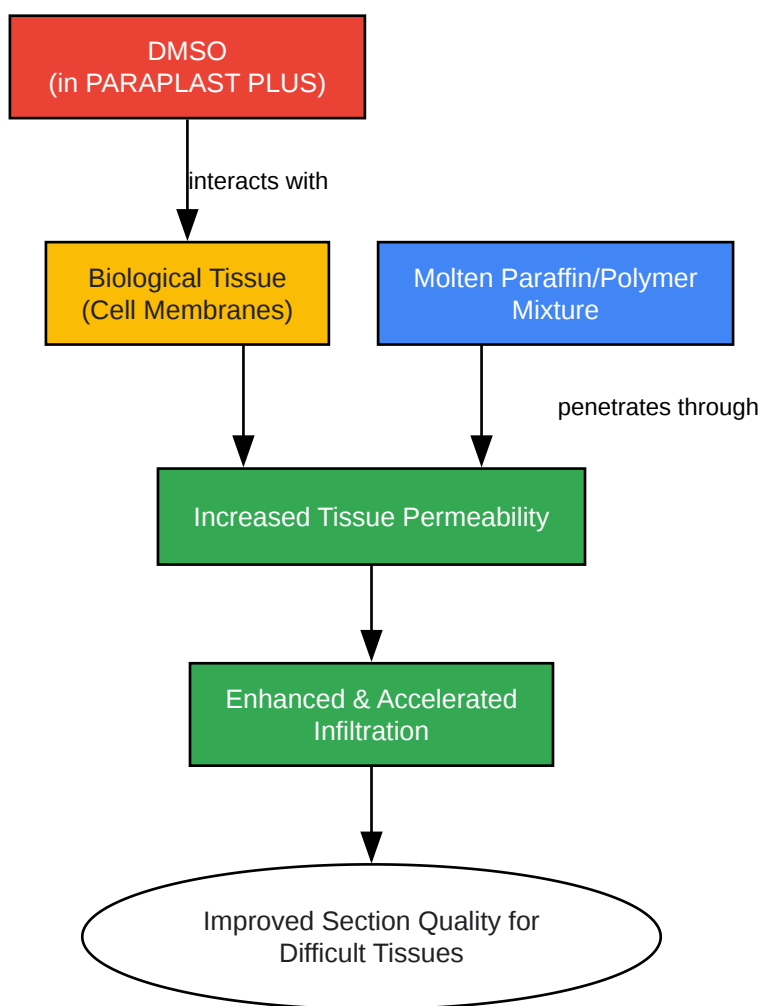 DMSO
(in PARAPLAST PLUS)
interacts with
Biological Tissue
(Cell Membranes)
Molten Paraffin/Polymer
Mixture
penetrates through
Increased Tissue Permeability
Enhanced & Accelerated
Infiltration
Improved Section Quality for
Difficult Tissues